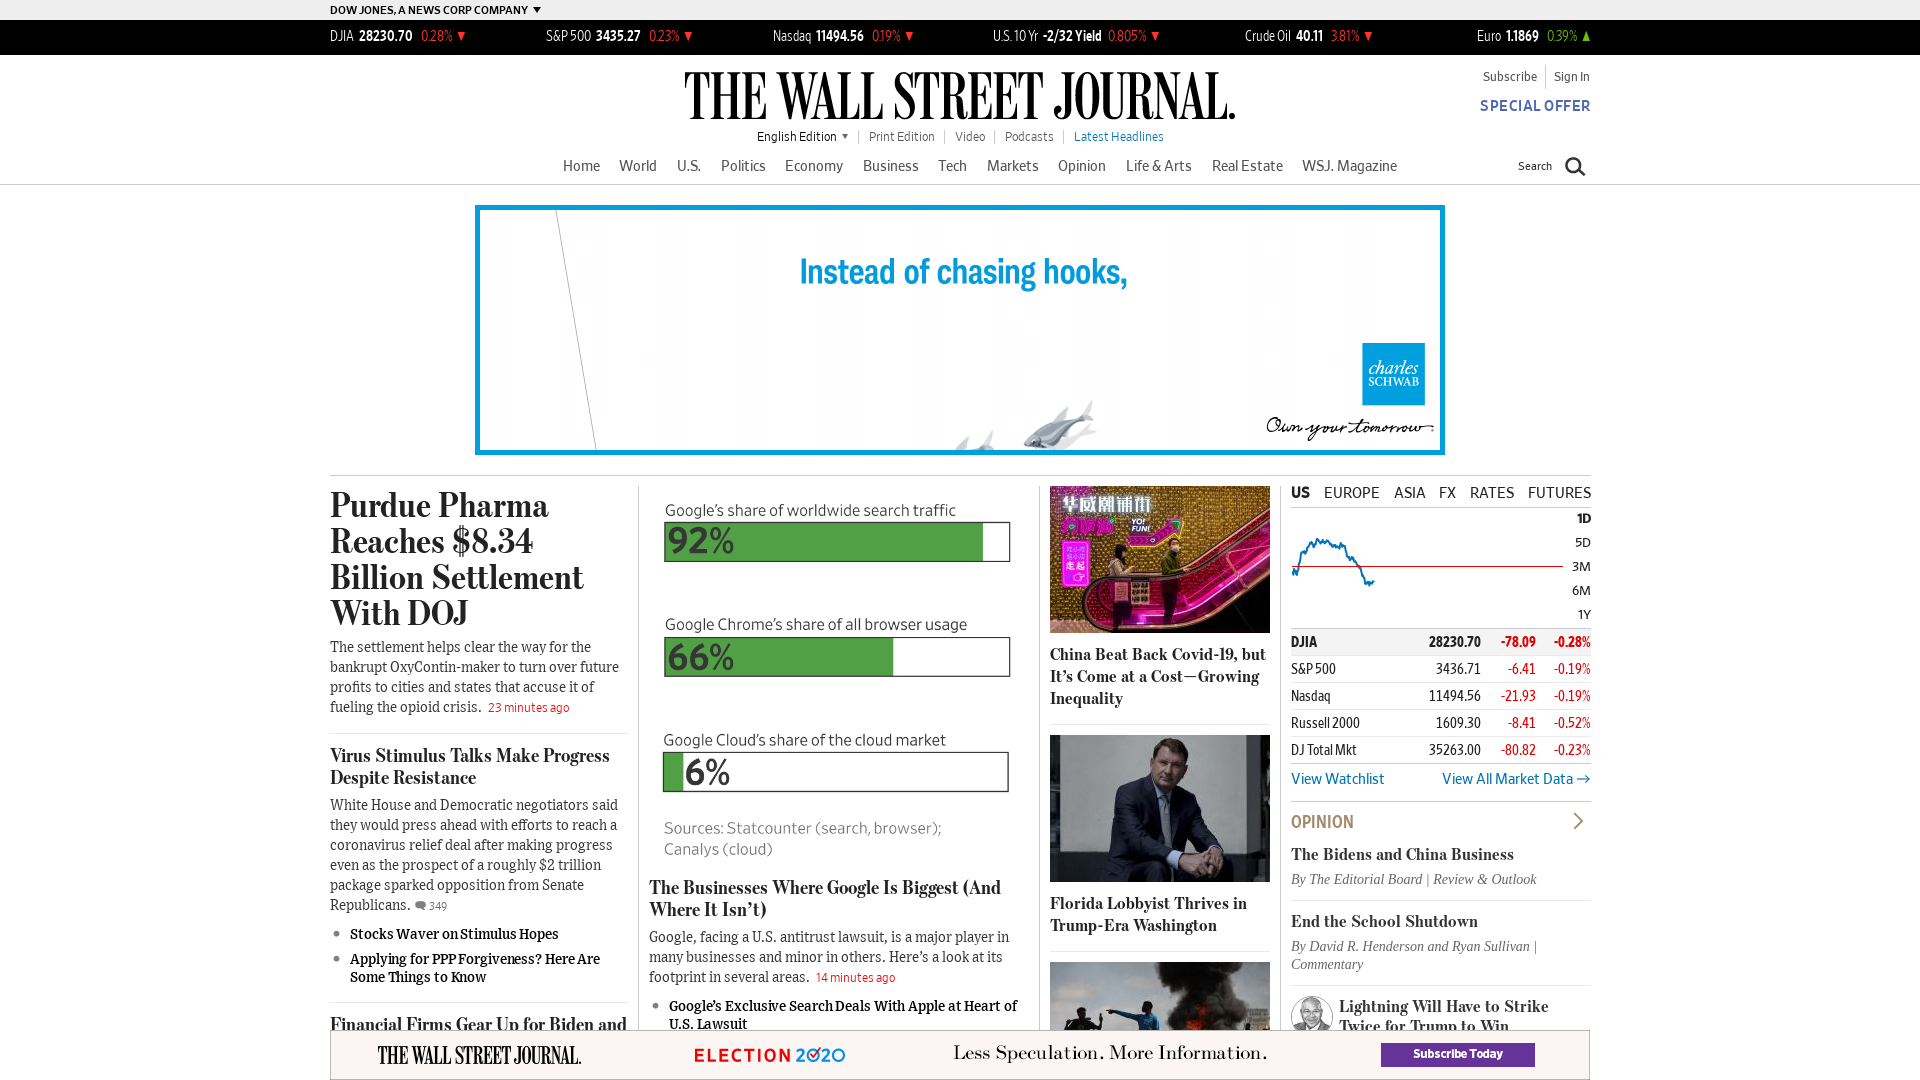 DOW JONES, A NEWS CORP COMPANY
DJIA 28230.70 0.28% S&P 500 3435.27 0.23% Nasdaq 11494.56 0.19% U.S. 10 Yr -2/32 Yield 0.805% Crude Oil 40.11 3.81% Euro 1.1869 0.39%
THE WALL STREET JOURNAL.
Subscribe Sign In
SPECIAL OFFER
English Edition Print Edition Video Podcasts Latest Headlines
Home World U.S. Politics Economy Business Tech Markets Opinion Life & Arts Real Estate WSJ. Magazine
Search
Instead of chasing hooks,
charles
SCHWAB
Own your tomorrow.
Purdue Pharma
Reaches $8.34
Billion Settlement
With DOJ
The settlement helps clear the way for the
bankrupt OxyContin-maker to turn over future
profits to cities and states that accuse it of
fueling the opioid crisis. 23 minutes ago
Virus Stimulus Talks Make Progress
Despite Resistance
White House and Democratic negotiators said
they would press ahead with efforts to reach a
coronavirus relief deal after making progress
even as the prospect of a roughly $2 trillion
package sparked opposition from Senate
Republicans. 349
Stocks Waver on Stimulus Hopes
Applying for PPP Forgiveness? Here Are
Some Things to Know
Financial Firms Gear Up for Biden and
Google's share of worldwide search traffic
92%
Google Chrome's share of all browser usage
66%
Google Cloud's share of the cloud market
6%
Sources: Statcounter (search, browser);
Canalys (cloud)
The Businesses Where Google Is Biggest (And
Where It Isn't)
Google, facing a U.S. antitrust lawsuit, is a major player in
many businesses and minor in others. Here's a look at its
footprint in several areas. 14 minutes ago
Google's Exclusive Search Deals With Apple at Heart of
U.S. Lawsuit
YO!
FUN!
走起
China Beat Back Covid-19, but
It's Come at a Cost—Growing
Inequality
Florida Lobbyist Thrives in
Trump-Era Washington
US EUROPE ASIA FX RATES FUTURES
1D
5D
3M
6M
1Y
DJIA 28230.70 -78.09 -0.28%
S&P 500 3436.71 -6.41 -0.19%
Nasdaq 11494.56 -21.93 -0.19%
Russell 2000 1609.30 -8.41 -0.52%
DJ Total Mkt 35263.00 -80.82 -0.23%
View Watchlist View All Market Data
OPINION
The Bidens and China Business
By The Editorial Board | Review & Outlook
End the School Shutdown
By David R. Henderson and Ryan Sullivan |
Commentary
Lightning Will Have to Strike
Twice for Trump to Win
THE WALL STREET JOURNAL. ELECTION 2020 Less Speculation. More Information. Subscribe Today